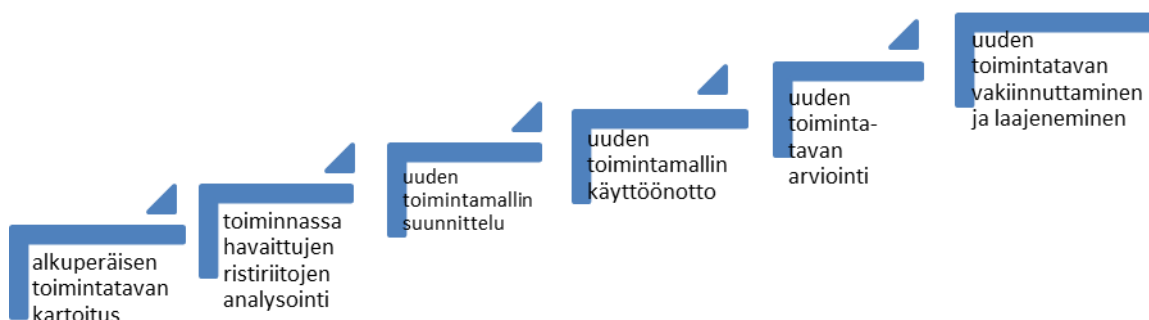 alkuperäisen
toimintatavan
kartoitus
toiminnassa
havaittujen
ristiriitojen
analysointi
uuden
toimintamallin
suunnittelu
uuden
toimintamallin
käyttöönotto
uuden
toiminta-
tavan
arviointi
uuden
toimintatavan
vakiinnuttaminen
ja laajeneminen